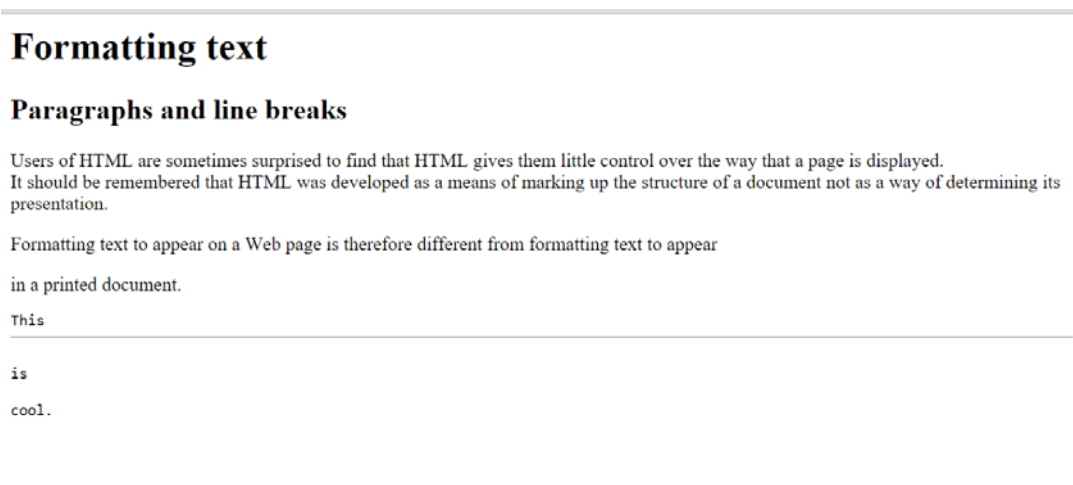 Formatting text
Paragraphs and line breaks
Users of HTML are sometimes surprised to find that HTML gives them little control over the way that a page is displayed.
It should be remembered that HTML was developed as a means of marking up the structure of a document not as a way of determining its
presentation.
Formatting text to appear on a Web page is therefore different from formatting text to appear
in a printed document.
This
is
cool.